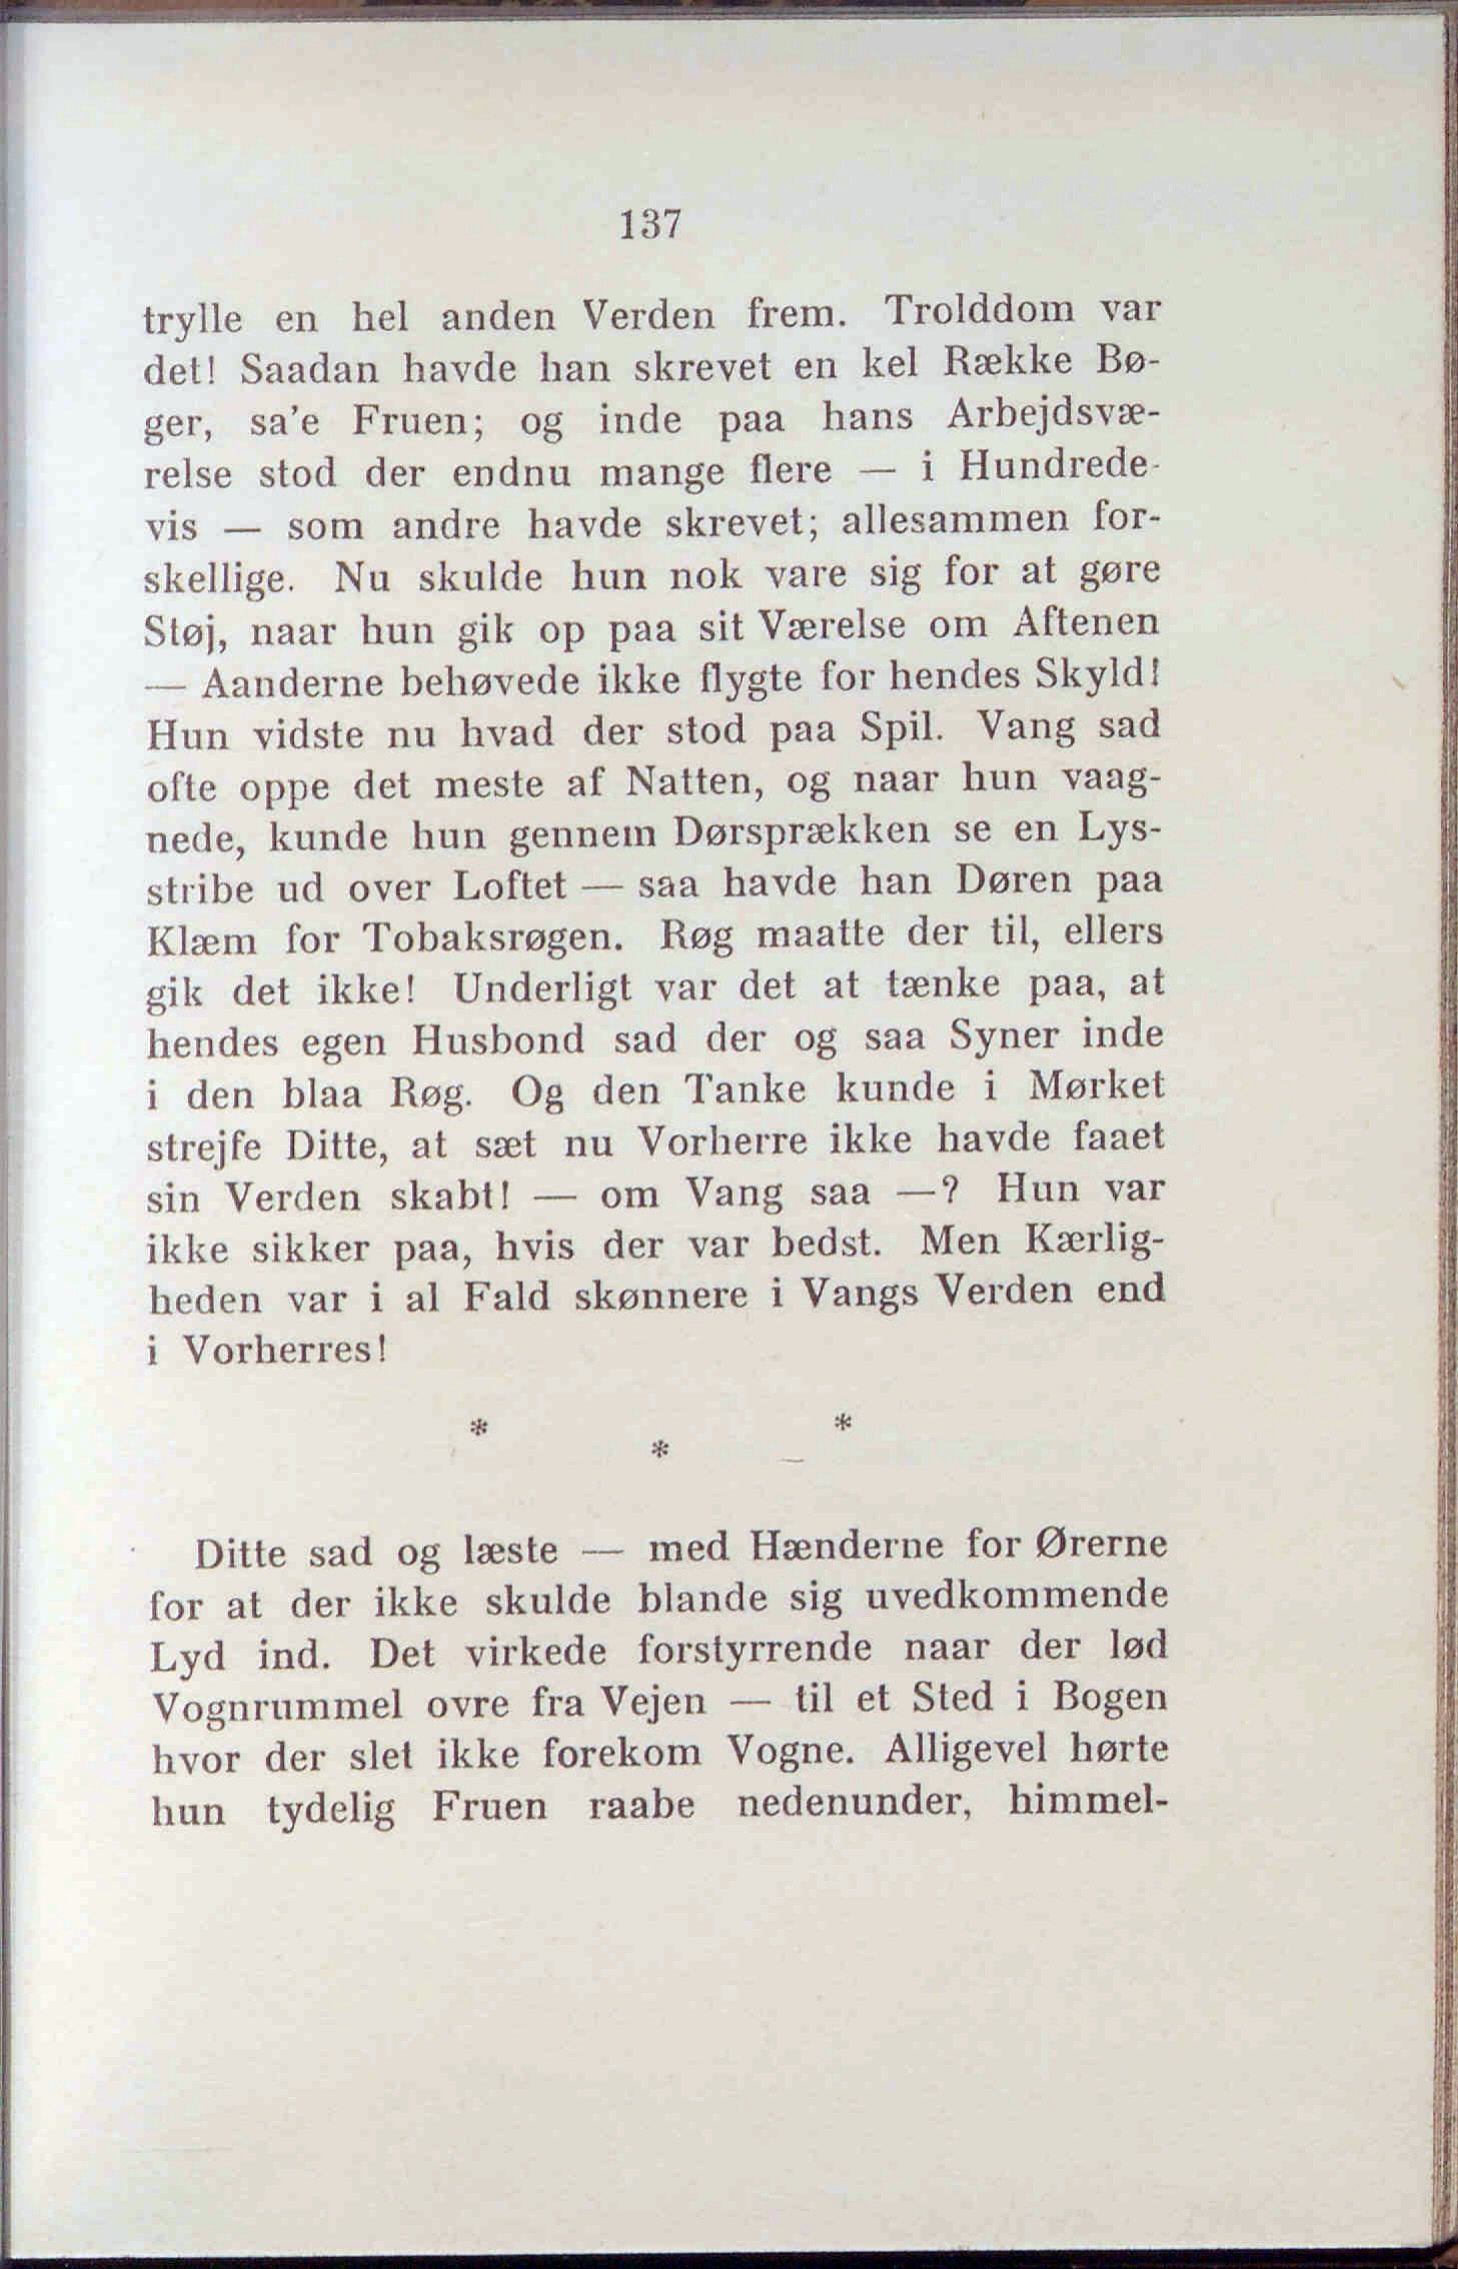 137
trylle en hel anden Verden frem. Trolddom var
det! Saadan havde han skrevet en kel Række Bø-
ger, sa'e Fruen; og inde paa hans Arbejdsvæ-
relse stod der endnu mange flere — i Hundrede-
vis — som andre havde skrevet; allesammen for-
skellige. Nu skulde hun nok vare sig for at gøre
Støj, naar hun gik op paa sit Værelse om Aftenen
— Aanderne behøvede ikke flygte for hendes Skyld!
Hun vidste nu hvad der stod paa Spil. Vang sad
ofte oppe det meste af Natten, og naar hun vaag-
nede, kunde hun gennem Dørsprækken se en Lys-
stribe ud over Loftet — saa havde han Døren paa
Klæm for Tobaksrøgen. Røg maatte der til, ellers
gik det ikke! Underligt var det at tænke paa, at
hendes egen Husbond sad der og saa Syner inde
i den blaa Røg. Og den Tanke kunde i Mørket
strejfe Ditte, at sæt nu Vorherre ikke havde faaet
sin Verden skabt! — om Vang saa —? Hun var
ikke sikker paa, hvis der var bedst. Men Kærlig-
heden var i al Fald skønnere i Vangs Verden end
i Vorherres!
* * *
Ditte sad og læste — med Hænderne for Ørerne
for at der ikke skulde blande sig uvedkommende
Lyd ind. Det virkede forstyrrende naar der lød
Vognrummel ovre fra Vejen — til et Sted i Bogen
hvor der slet ikke forekom Vogne. Alligevel hørte
hun tydelig Fruen raabe nedenunder, himmel-